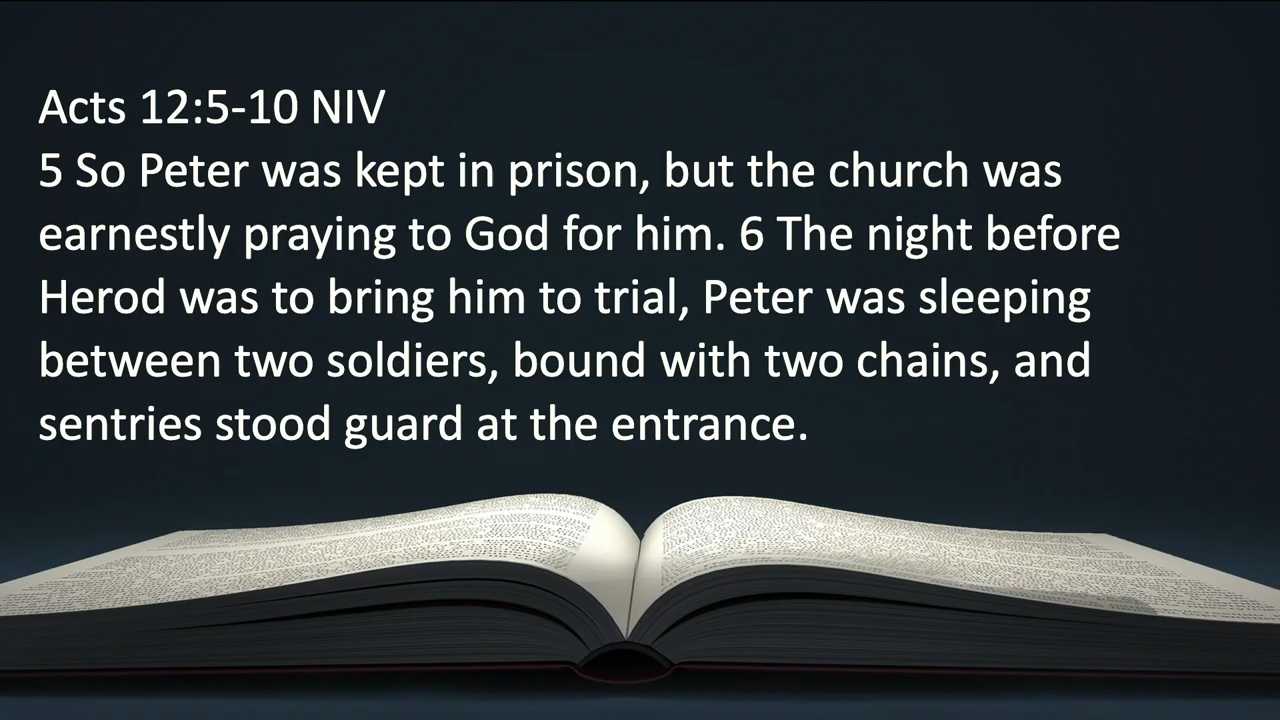 Acts 12:5-10 NIV
5 So Peter was kept in prison, but the church was
earnestly praying to God for him. 6 The night before
Herod was to bring him to trial, Peter was sleeping
between two soldiers, bound with two chains, and
sentries stood guard at the entrance.